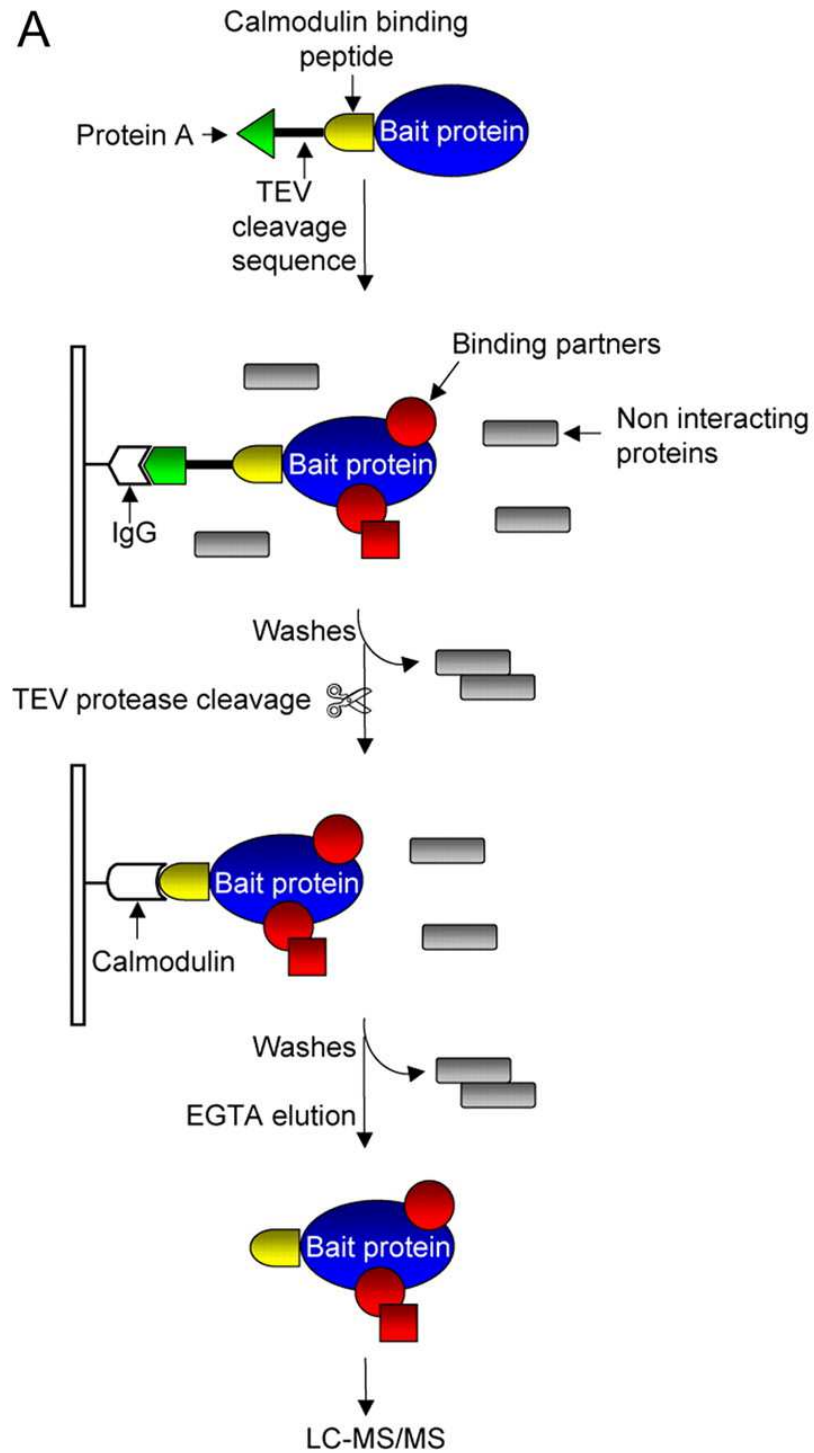 A
Calmodulin binding
peptide
Protein A
Bait protein
TEV
cleavage
sequence
Binding partners
Non interacting
proteins
Bait protein
IgG
Washes
TEV protease cleavage
Bait protein
Calmodulin
Washes
EGTA elution
Bait protein
LC-MS/MS